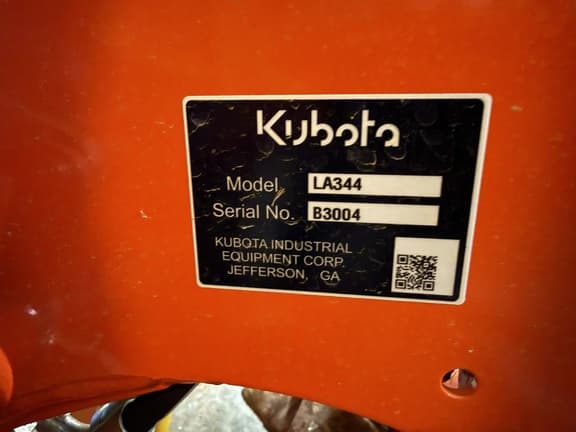 Kubota
Model LA344
Serial No. B3004
KUBOTA INDUSTRIAL
EQUIPMENT CORP.
JEFFERSON, GA